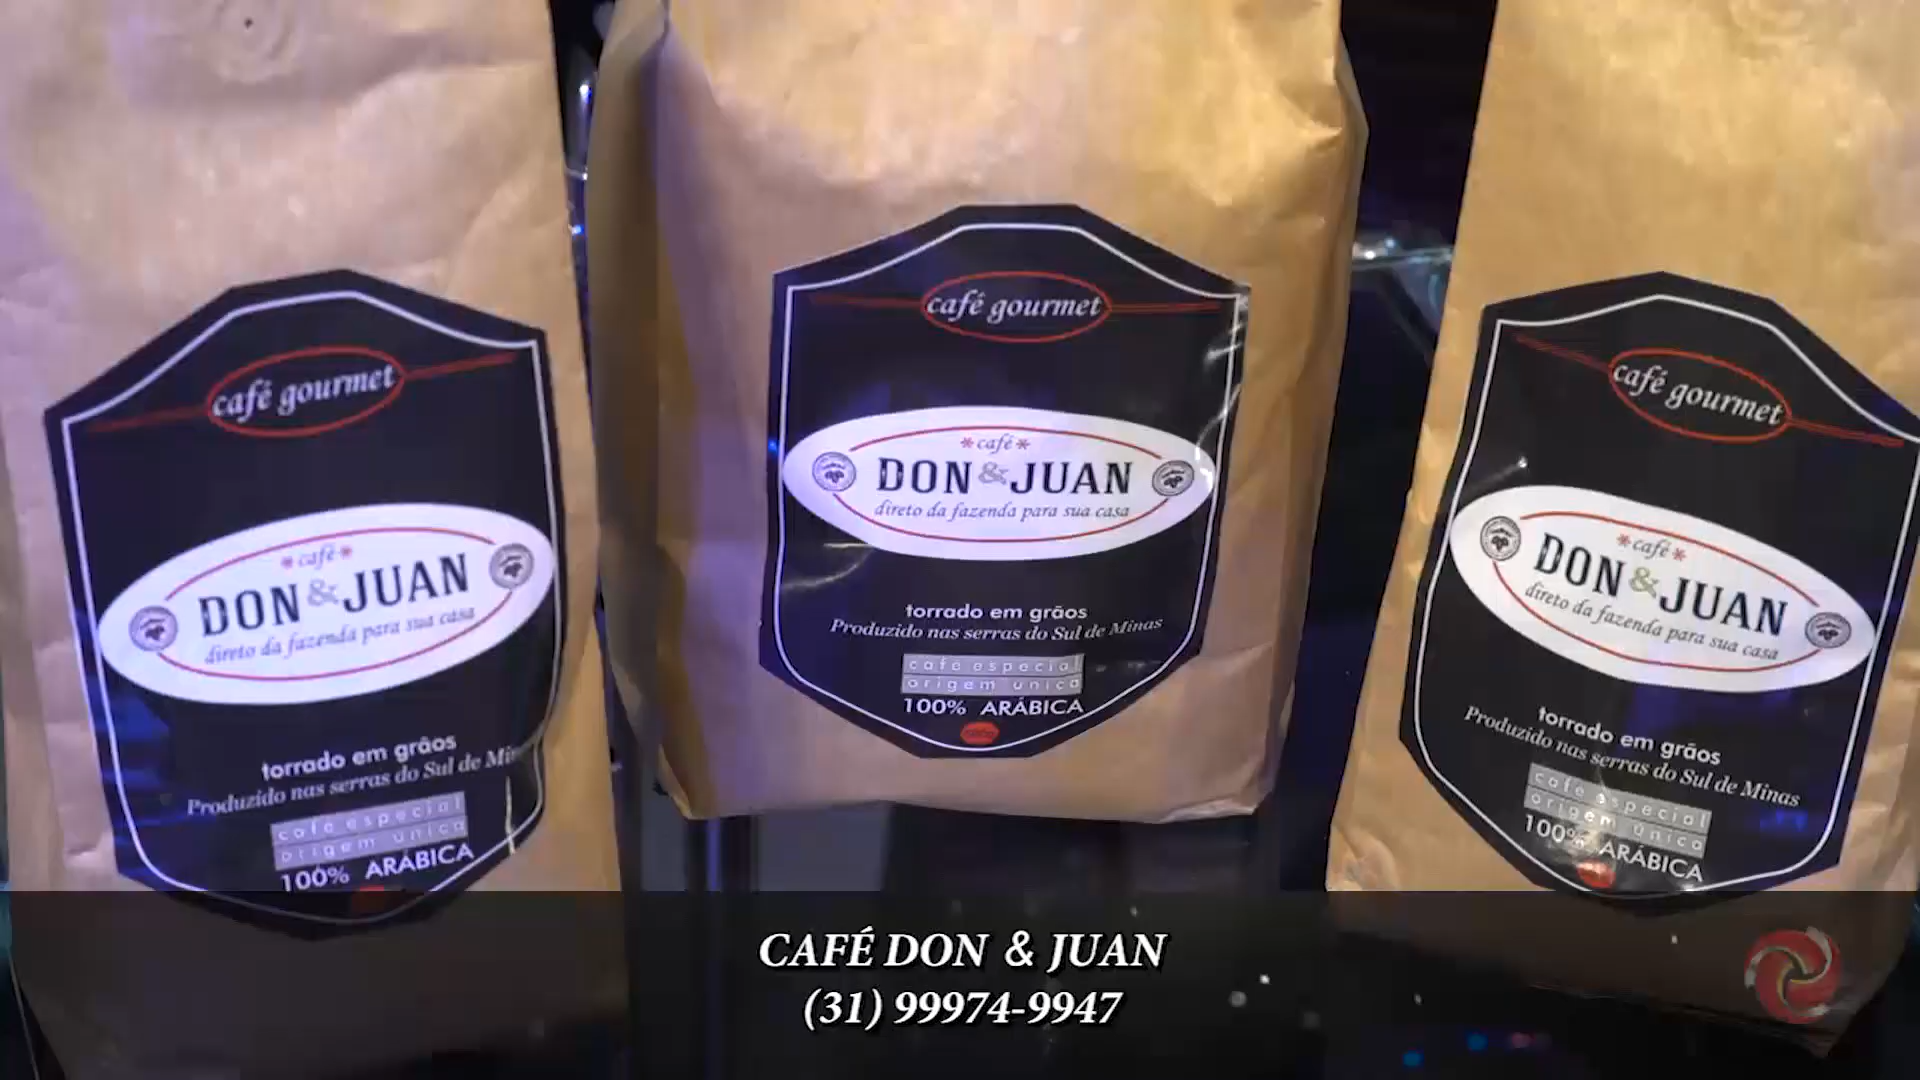 café gourmet
*café*
DON & JUAN
direto da fazenda para sua casa
torrado em grãos
Produzido nas serras do Sul de
café especial
origem única
100% ARÁBICA
café gourmet
*café*
DON & JUAN
direto da fazenda para sua casa
torrado em grãos
Produzido nas serras do Sul de Minas
café especial
origem única
100% ARÁBICA
café gourmet
*café*
DON & JUAN
direto da fazenda para sua casa
torrado em grãos
Produzido nas serras do Sul de Minas
café especial
origem única
100% ARÁBICA
CAFÉ DON & JUAN
(31) 99974-9947